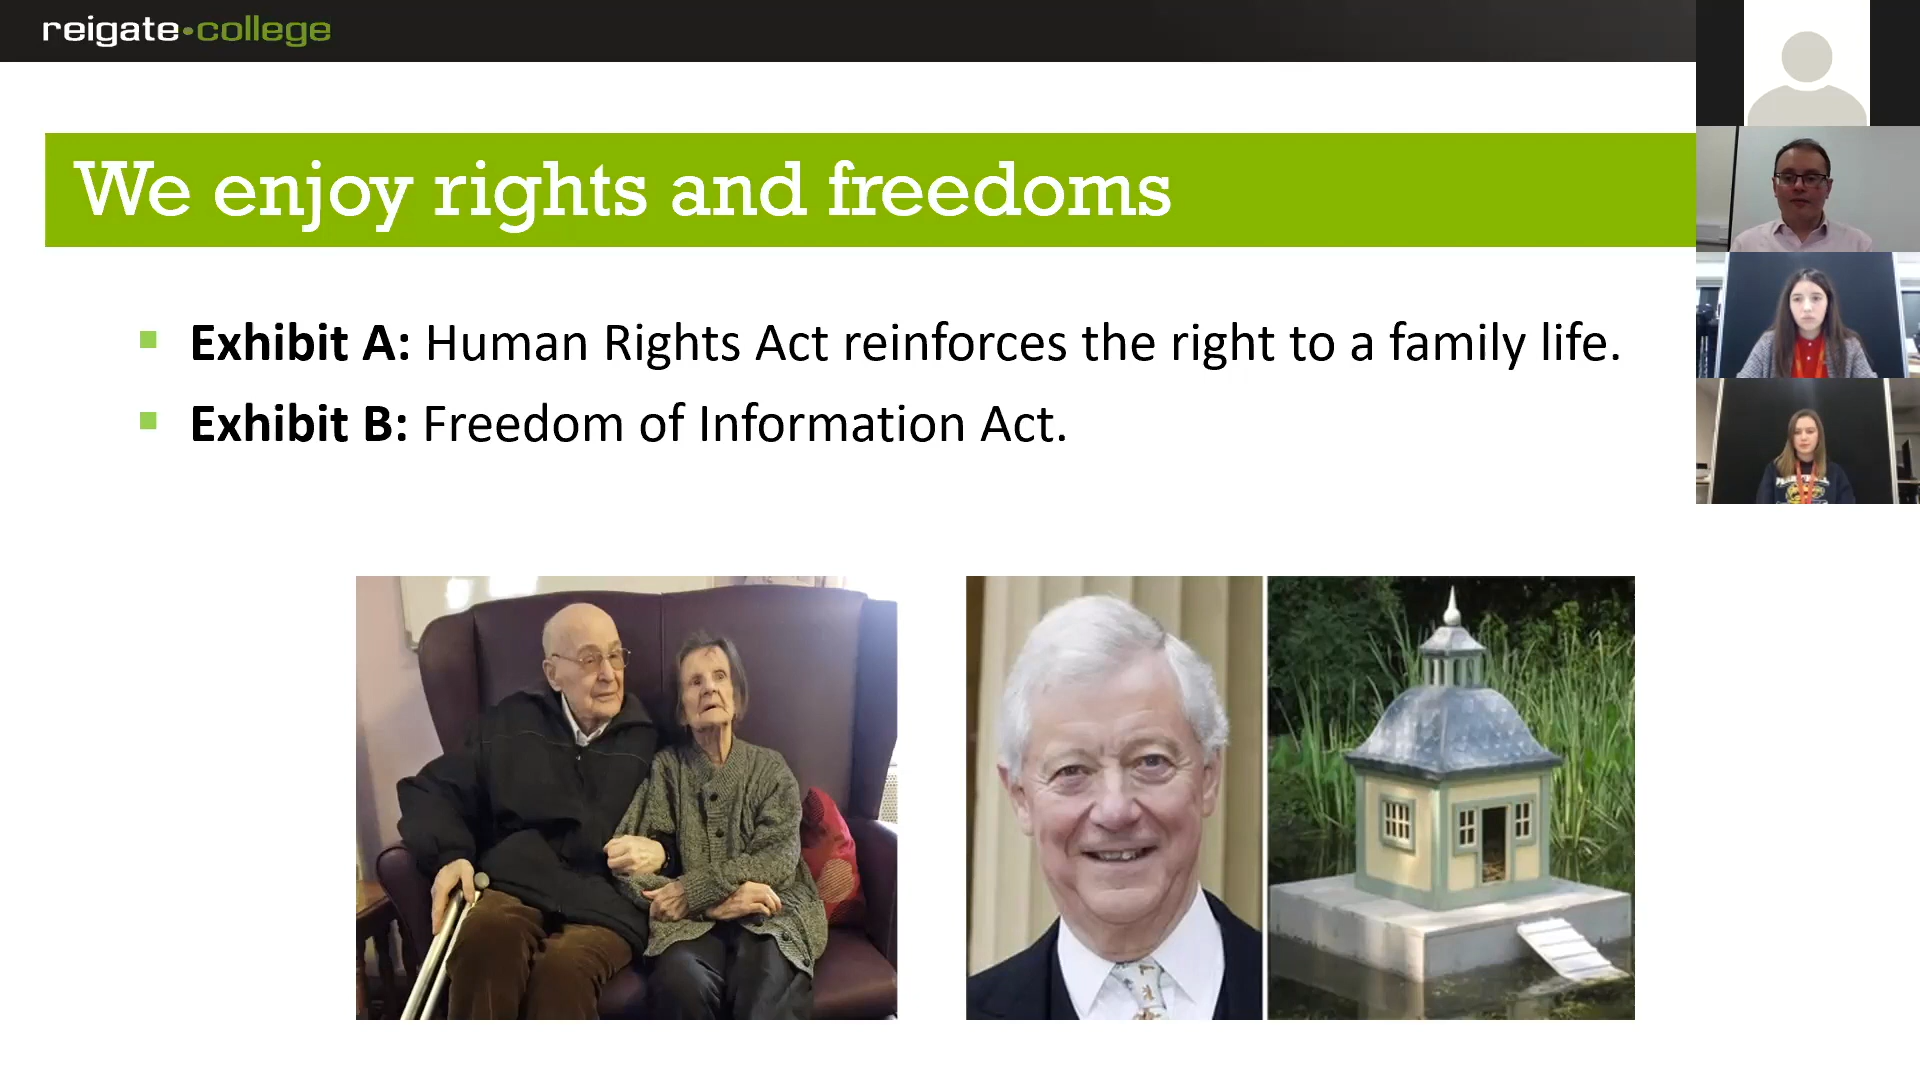 reigate•college
We enjoy rights and freedoms
Exhibit A: Human Rights Act reinforces the right to a family life.
Exhibit B: Freedom of Information Act.